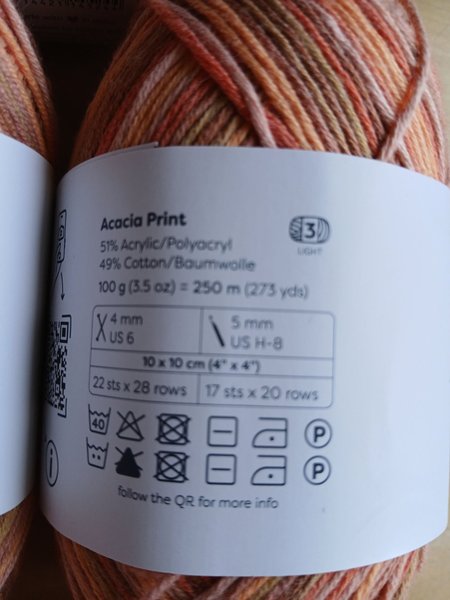 Acacia Print
3
LIGHT
51% Acrylic/Polyacryl
49% Cotton/Baumwolle
100 g (3.5 oz) = 250 m (273 yds)
4 mm
US 6
5 mm
US H-8
10 x 10 cm (4" x 4")
22 sts x 28 rows
17 sts x 20 rows
40
P
P
i
follow the QR for more info